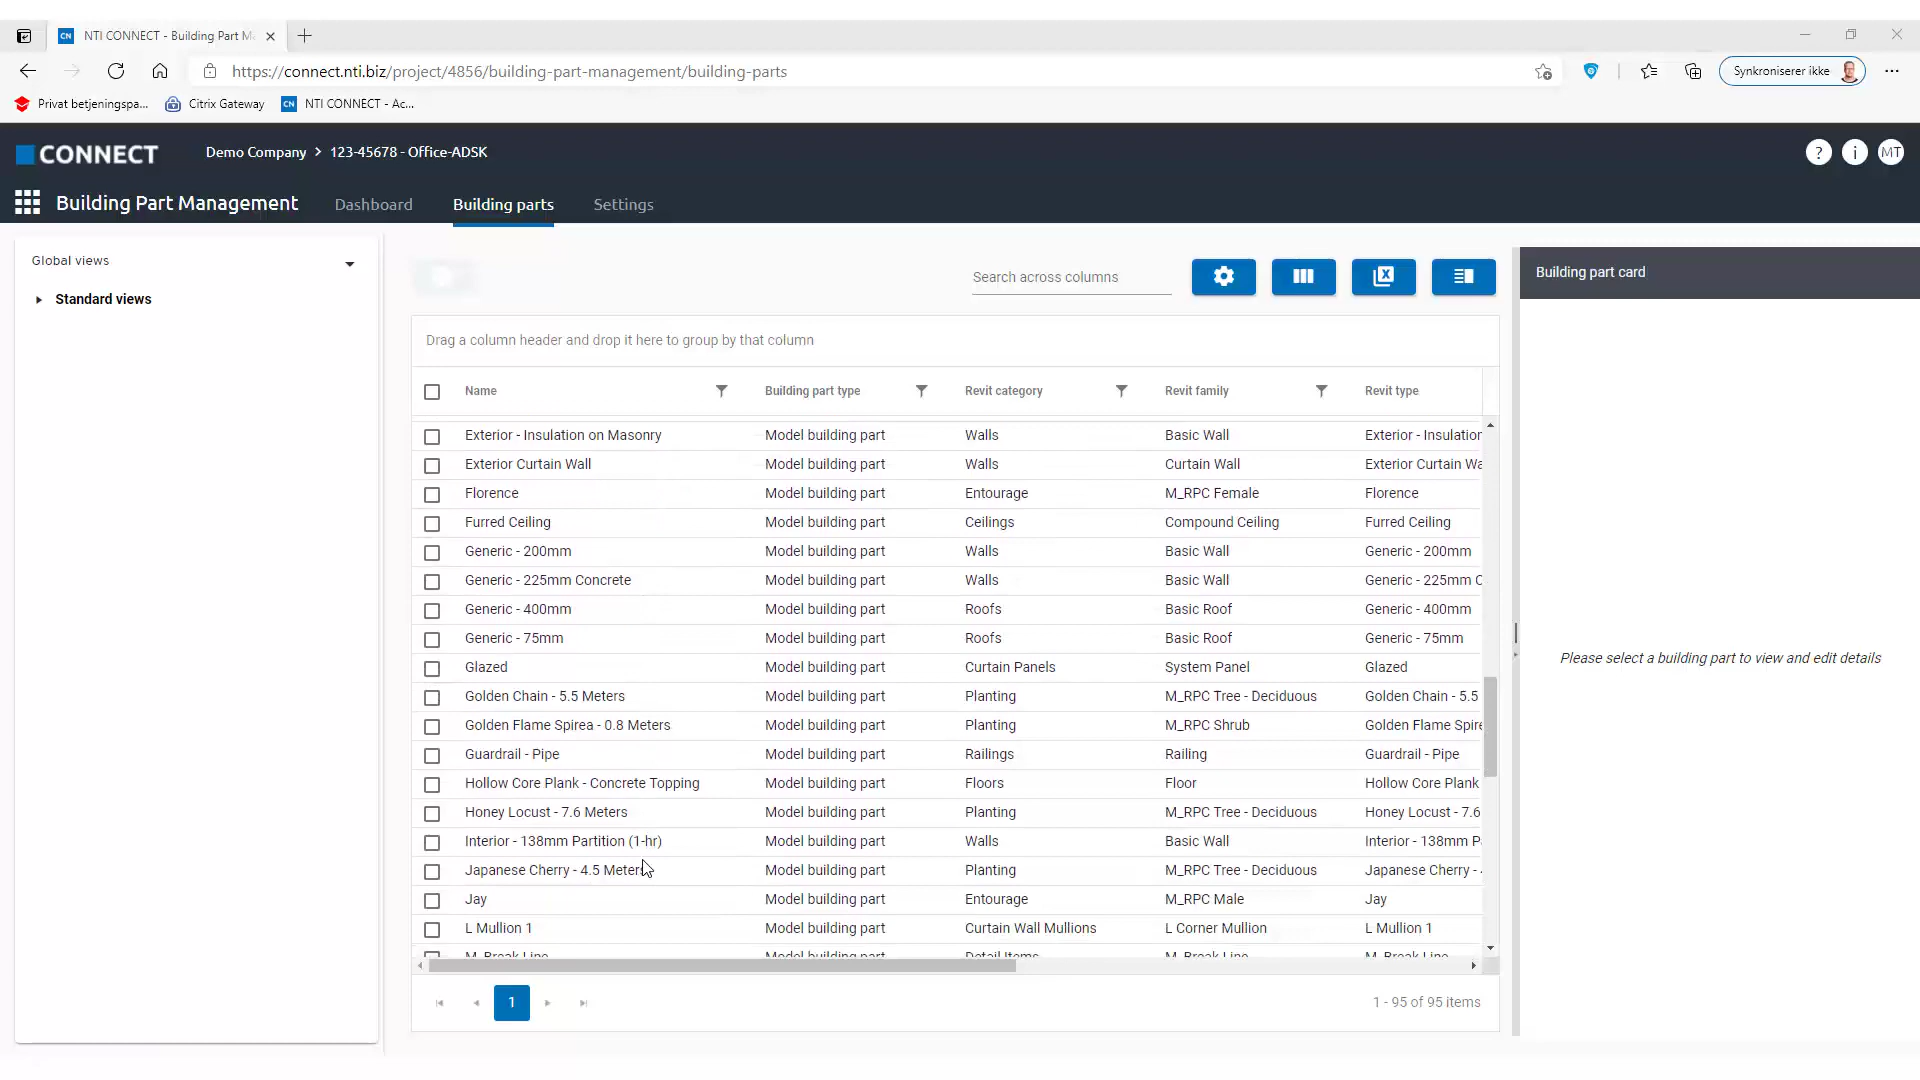 CN NTI CONNECT - Building Part M
https://connect.nti.biz/project/4856/building-part-management/building-parts
Synkroniserer ikke
Privat betjeningspa... Citrix Gateway CN NTI CONNECT - Ac...
CONNECT Demo Company > 123-45678 - Office-ADSK ? i MT
Building Part Management Dashboard Building parts Settings
Global views
Standard views
Search across columns
Building part card
Drag a column header and drop it here to group by that column
Name Building part type Revit category Revit family Revit type
Exterior - Insulation on Masonry Model building part Walls Basic Wall Exterior - Insulation
Exterior Curtain Wall Model building part Walls Curtain Wall Exterior Curtain Wa
Florence Model building part Entourage M_RPC Female Florence
Furred Ceiling Model building part Ceilings Compound Ceiling Furred Ceiling
Generic - 200mm Model building part Walls Basic Wall Generic - 200mm
Generic - 225mm Concrete Model building part Walls Basic Wall Generic - 225mm C
Generic - 400mm Model building part Roofs Basic Roof Generic - 400mm
Generic - 75mm Model building part Roofs Basic Roof Generic - 75mm
Glazed Model building part Curtain Panels System Panel Glazed
Golden Chain - 5.5 Meters Model building part Planting M_RPC Tree - Deciduous Golden Chain - 5.5
Golden Flame Spirea - 0.8 Meters Model building part Planting M_RPC Shrub Golden Flame Spire
Guardrail - Pipe Model building part Railings Railing Guardrail - Pipe
Hollow Core Plank - Concrete Topping Model building part Floors Floor Hollow Core Plank
Honey Locust - 7.6 Meters Model building part Planting M_RPC Tree - Deciduous Honey Locust - 7.6
Interior - 138mm Partition (1-hr) Model building part Walls Basic Wall Interior - 138mm P
Japanese Cherry - 4.5 Meters Model building part Planting M_RPC Tree - Deciduous Japanese Cherry -
Jay Model building part Entourage M_RPC Male Jay
L Mullion 1 Model building part Curtain Wall Mullions L Corner Mullion L Mullion 1
M_Break Line Model building part Detail Items M_Break Line M_Break Line
1 1 - 95 of 95 items
Please select a building part to view and edit details